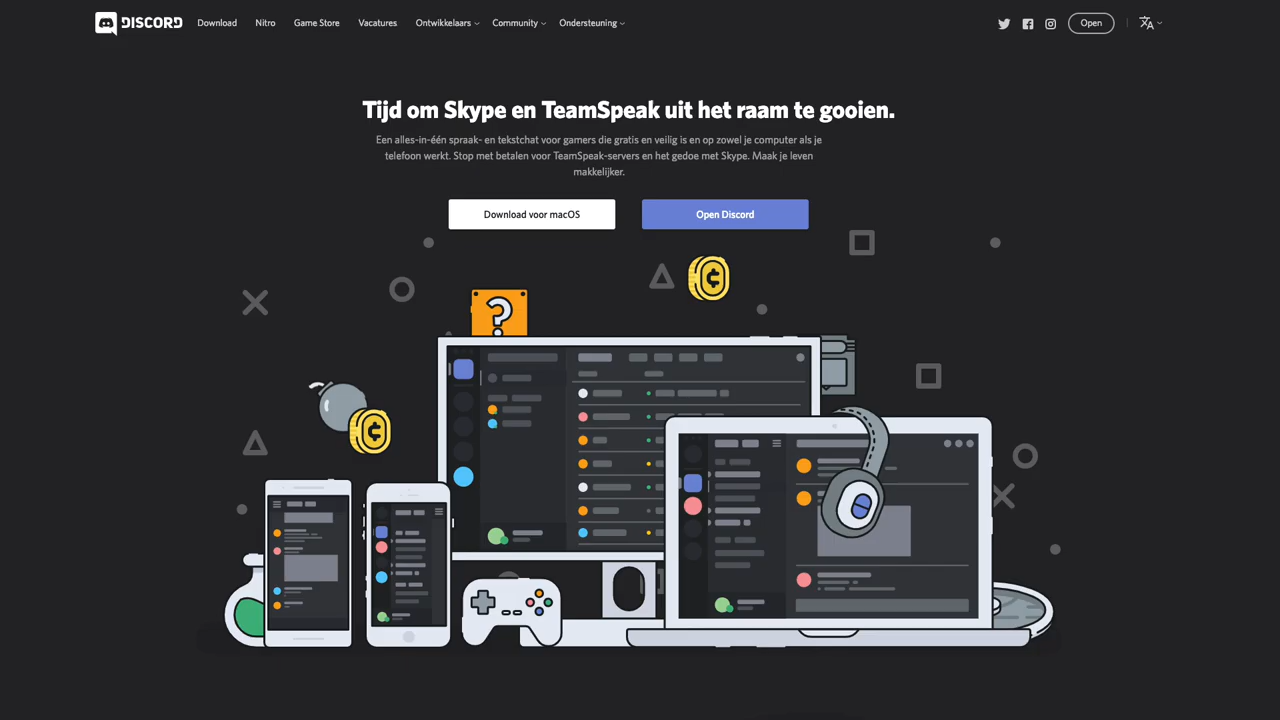 DISCORD Download Nitro Game Store Vacatures Ontwikkelaars Community Ondersteuning Open
Tijd om Skype en TeamSpeak uit het raam te gooien.
Een alles-in-één spraak- en tekstchat voor gamers die gratis en veilig is en op zowel je computer als je
telefoon werkt. Stop met betalen voor TeamSpeak-servers en het gedoe met Skype. Maak je leven
makkelijker.
Download voor macOS Open Discord
?